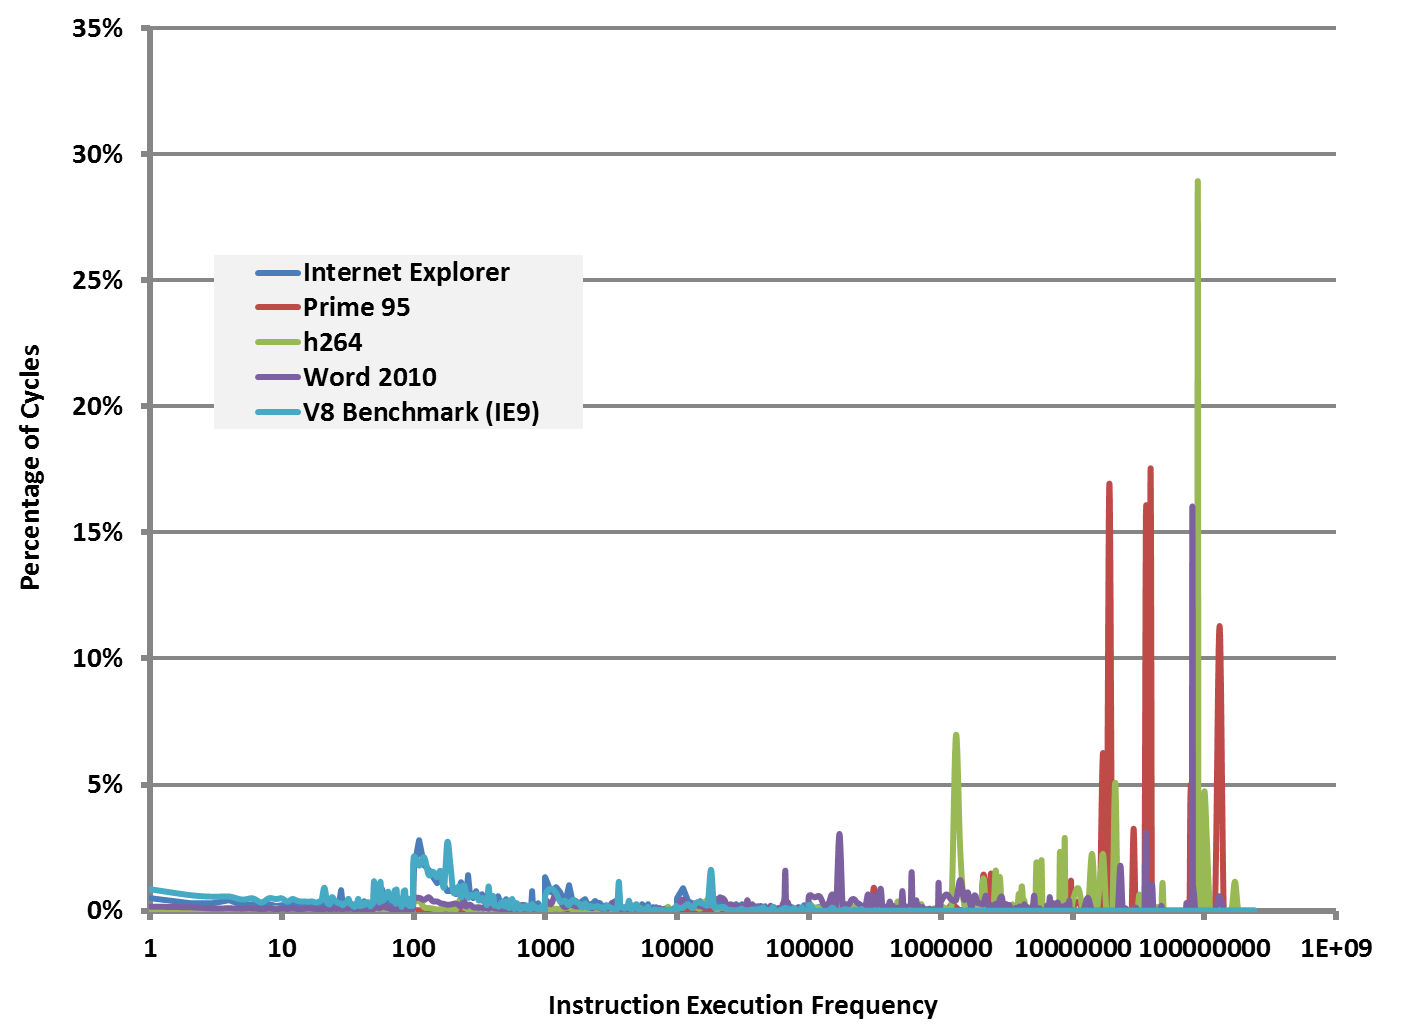 35%
30%
25%
20%
15%
10%
5%
0%
Percentage of Cycles
Internet Explorer
Prime 95
h264
Word 2010
V8 Benchmark (IE9)
1 10 100 1000 10000 100000 1000000 10000000 100000000 1E+09
Instruction Execution Frequency